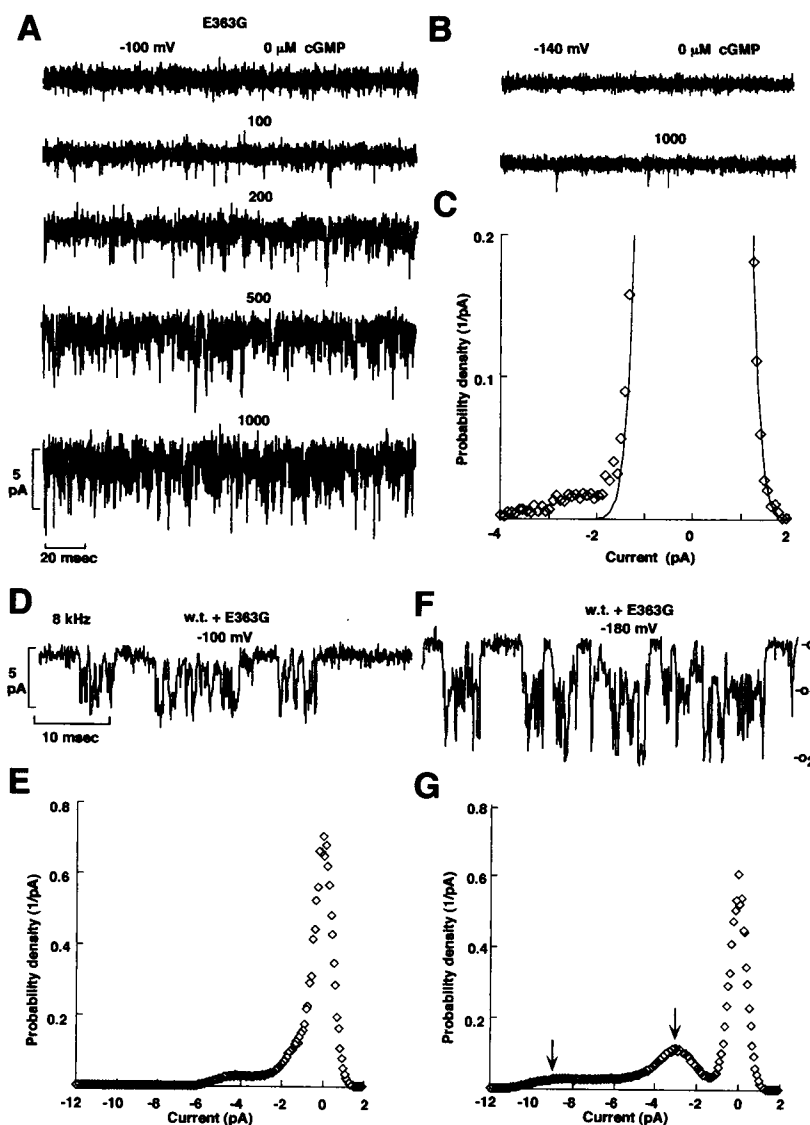 A
E363G
-100 mV 0 µM cGMP
100
200
500
1000
5
pA
20 msec
B
-140 mV 0 µM cGMP
1000
C
0.2
0.1
Probability density (1/pA)
-4 -2 0 2
Current (pA)
D
8 kHz
w.t. + E363G
-100 mV
5
pA
10 msec
F
w.t. + E363G
-180 mV
E
0.8
0.6
0.4
0.2
Probability density (1/pA)
-12 -10 -8 -6 -4 -2 0 2
Current (pA)
G
0.8
0.6
0.4
0.2
Probability density (1/pA)
-12 -10 -8 -6 -4 -2 0 2
Current (pA)